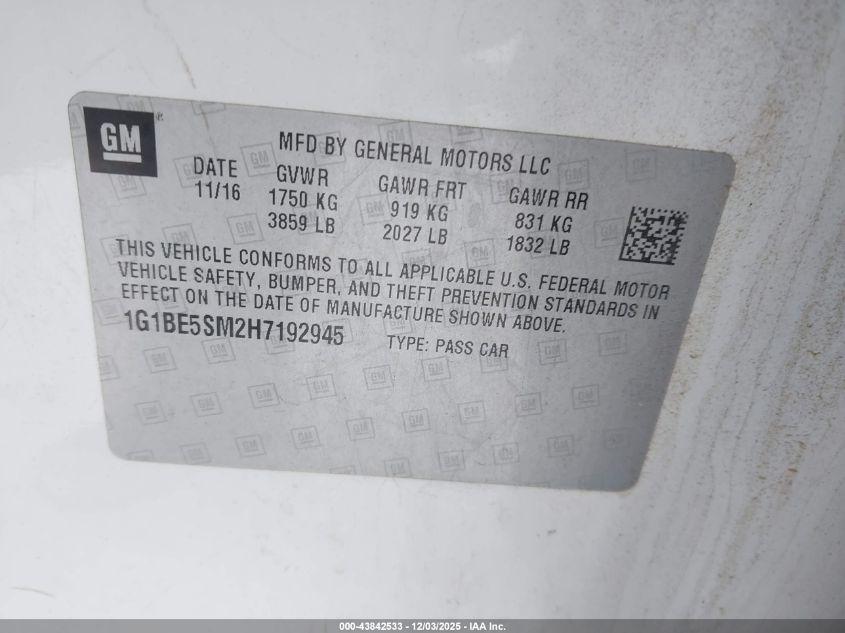 GM
MFD BY GENERAL MOTORS LLC
DATE GVWR GAWR FRT GAWR RR
11/16 1750 KG 919 KG 831 KG
3859 LB 2027 LB 1832 LB
THIS VEHICLE CONFORMS TO ALL APPLICABLE U.S. FEDERAL MOTOR
VEHICLE SAFETY, BUMPER, AND THEFT PREVENTION STANDARDS IN
EFFECT ON THE DATE OF MANUFACTURE SHOWN ABOVE.
1G1BE5SM2H7192945 TYPE: PASS CAR
000-43842533 - 12/03/2025 - IAA Inc.